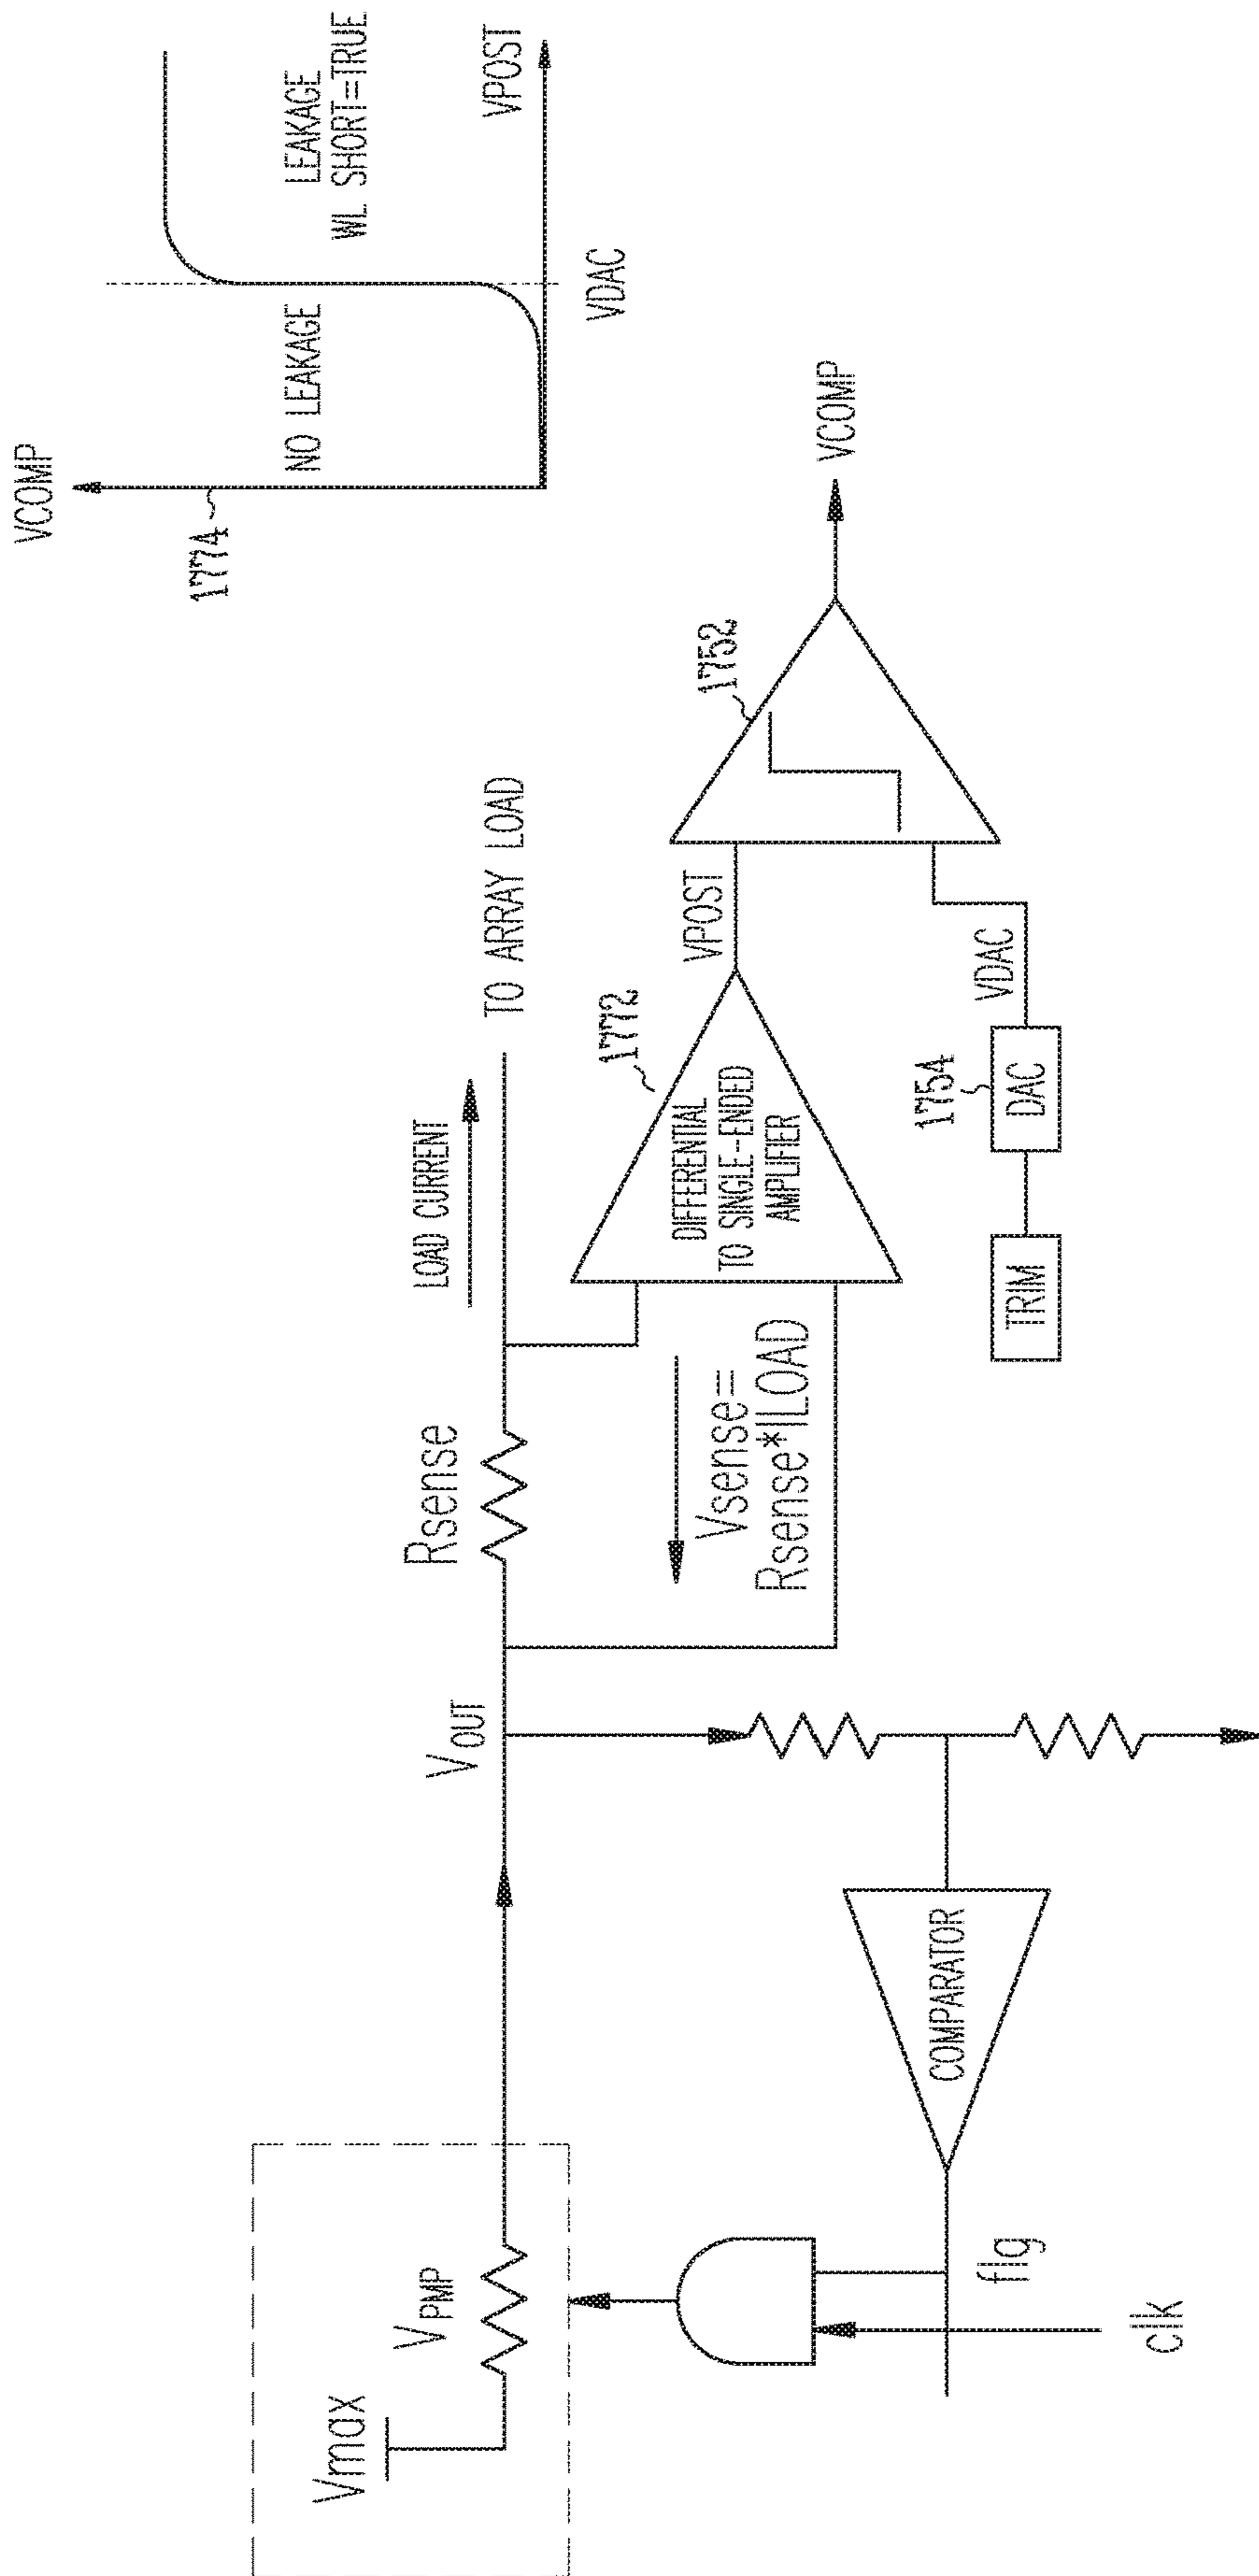 Vmax
VPMP
VOUT
Rsense
LOAD CURRENT
TO ARRAY LOAD
clk
flg
COMPARATOR
Vsense=
Rsense*ILOAD
DIFFERENTIAL
TO SINGLE-ENDED
AMPLIFIER
1772
VPOST
1752
VCOMP
TRIM
DAC
1754
VDAC
VCOMP
1774
NO LEAKAGE
LEAKAGE
WL SHORT=TRUE
VDAC
VPOST